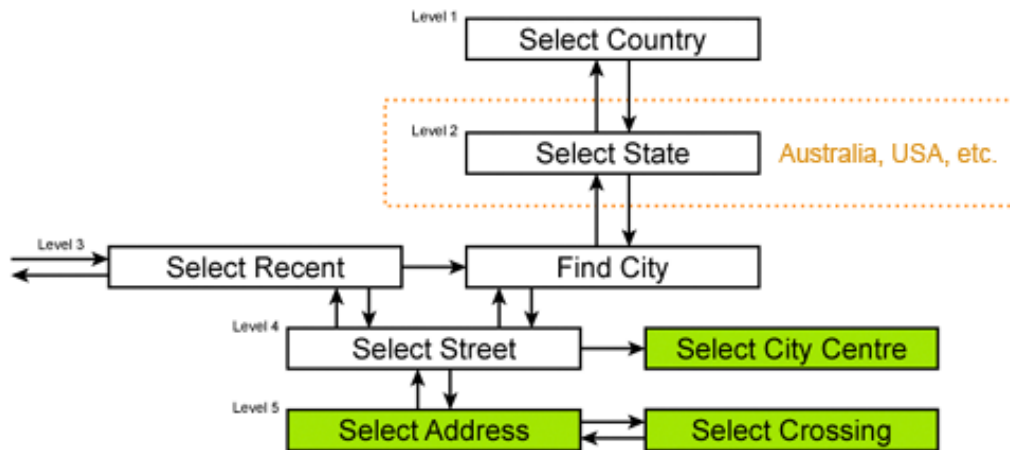 Level 1
Select Country
Level 2
Select State
Australia, USA, etc.
Level 3
Select Recent
Find City
Level 4
Select Street
Select City Centre
Level 5
Select Address
Select Crossing